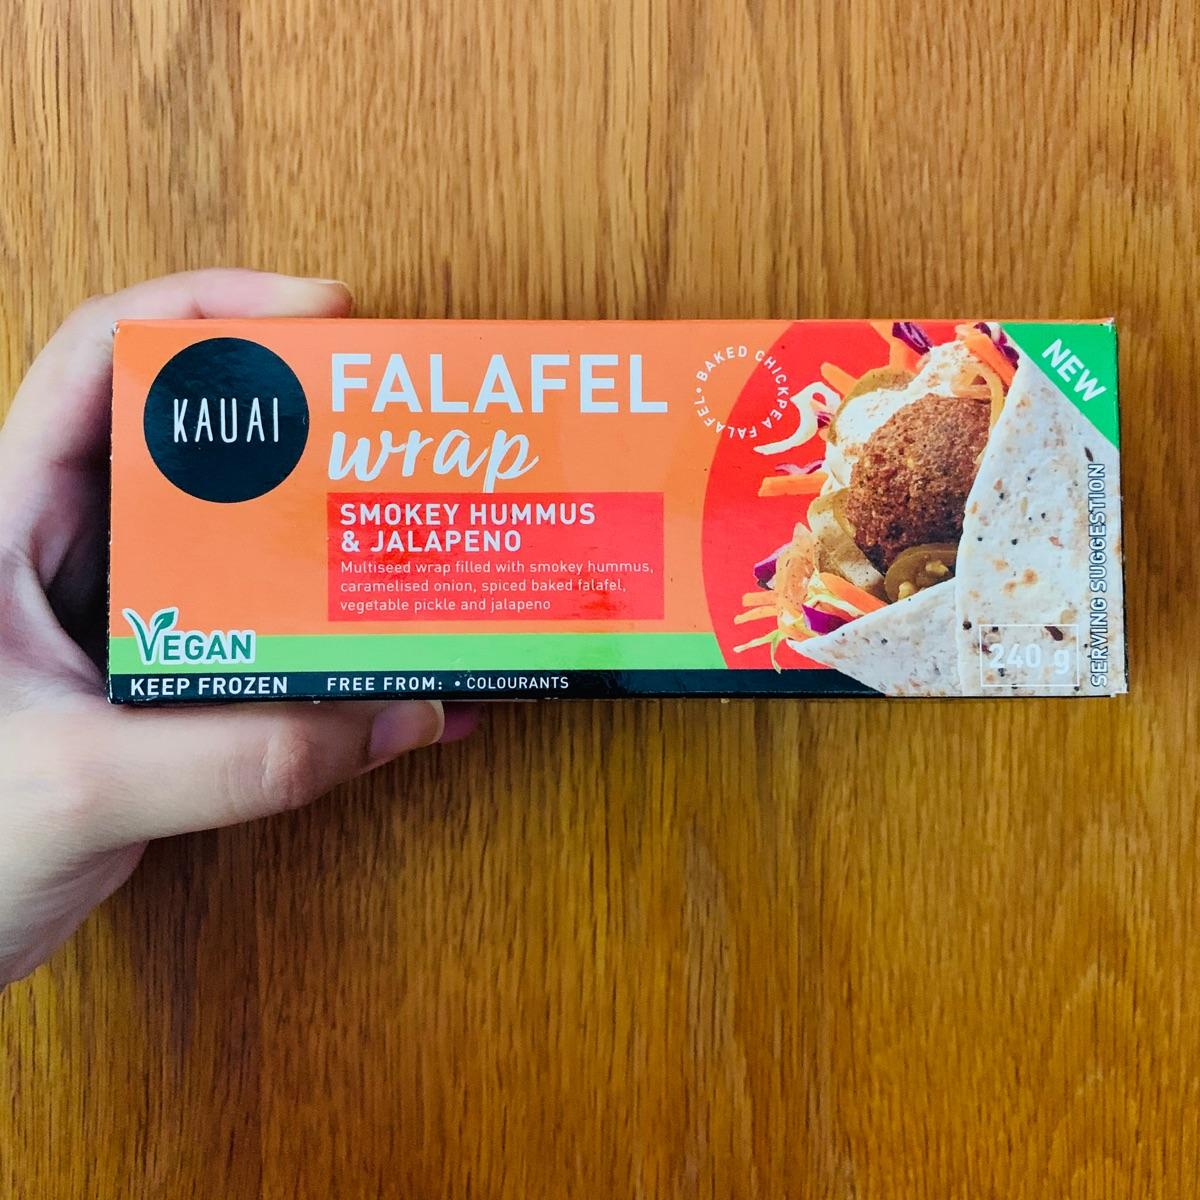 KAUAI
FALAFEL
wrap
SMOKEY HUMMUS
& JALAPENO
Multiseed wrap filled with smokey hummus,
caramelised onion, spiced baked falafel,
vegetable pickle and jalapeno
• BAKED CHICKPEA FALAFEL
NEW
VEGAN
KEEP FROZEN
FREE FROM: • COLOURANTS
240 g
SERVING SUGGESTION